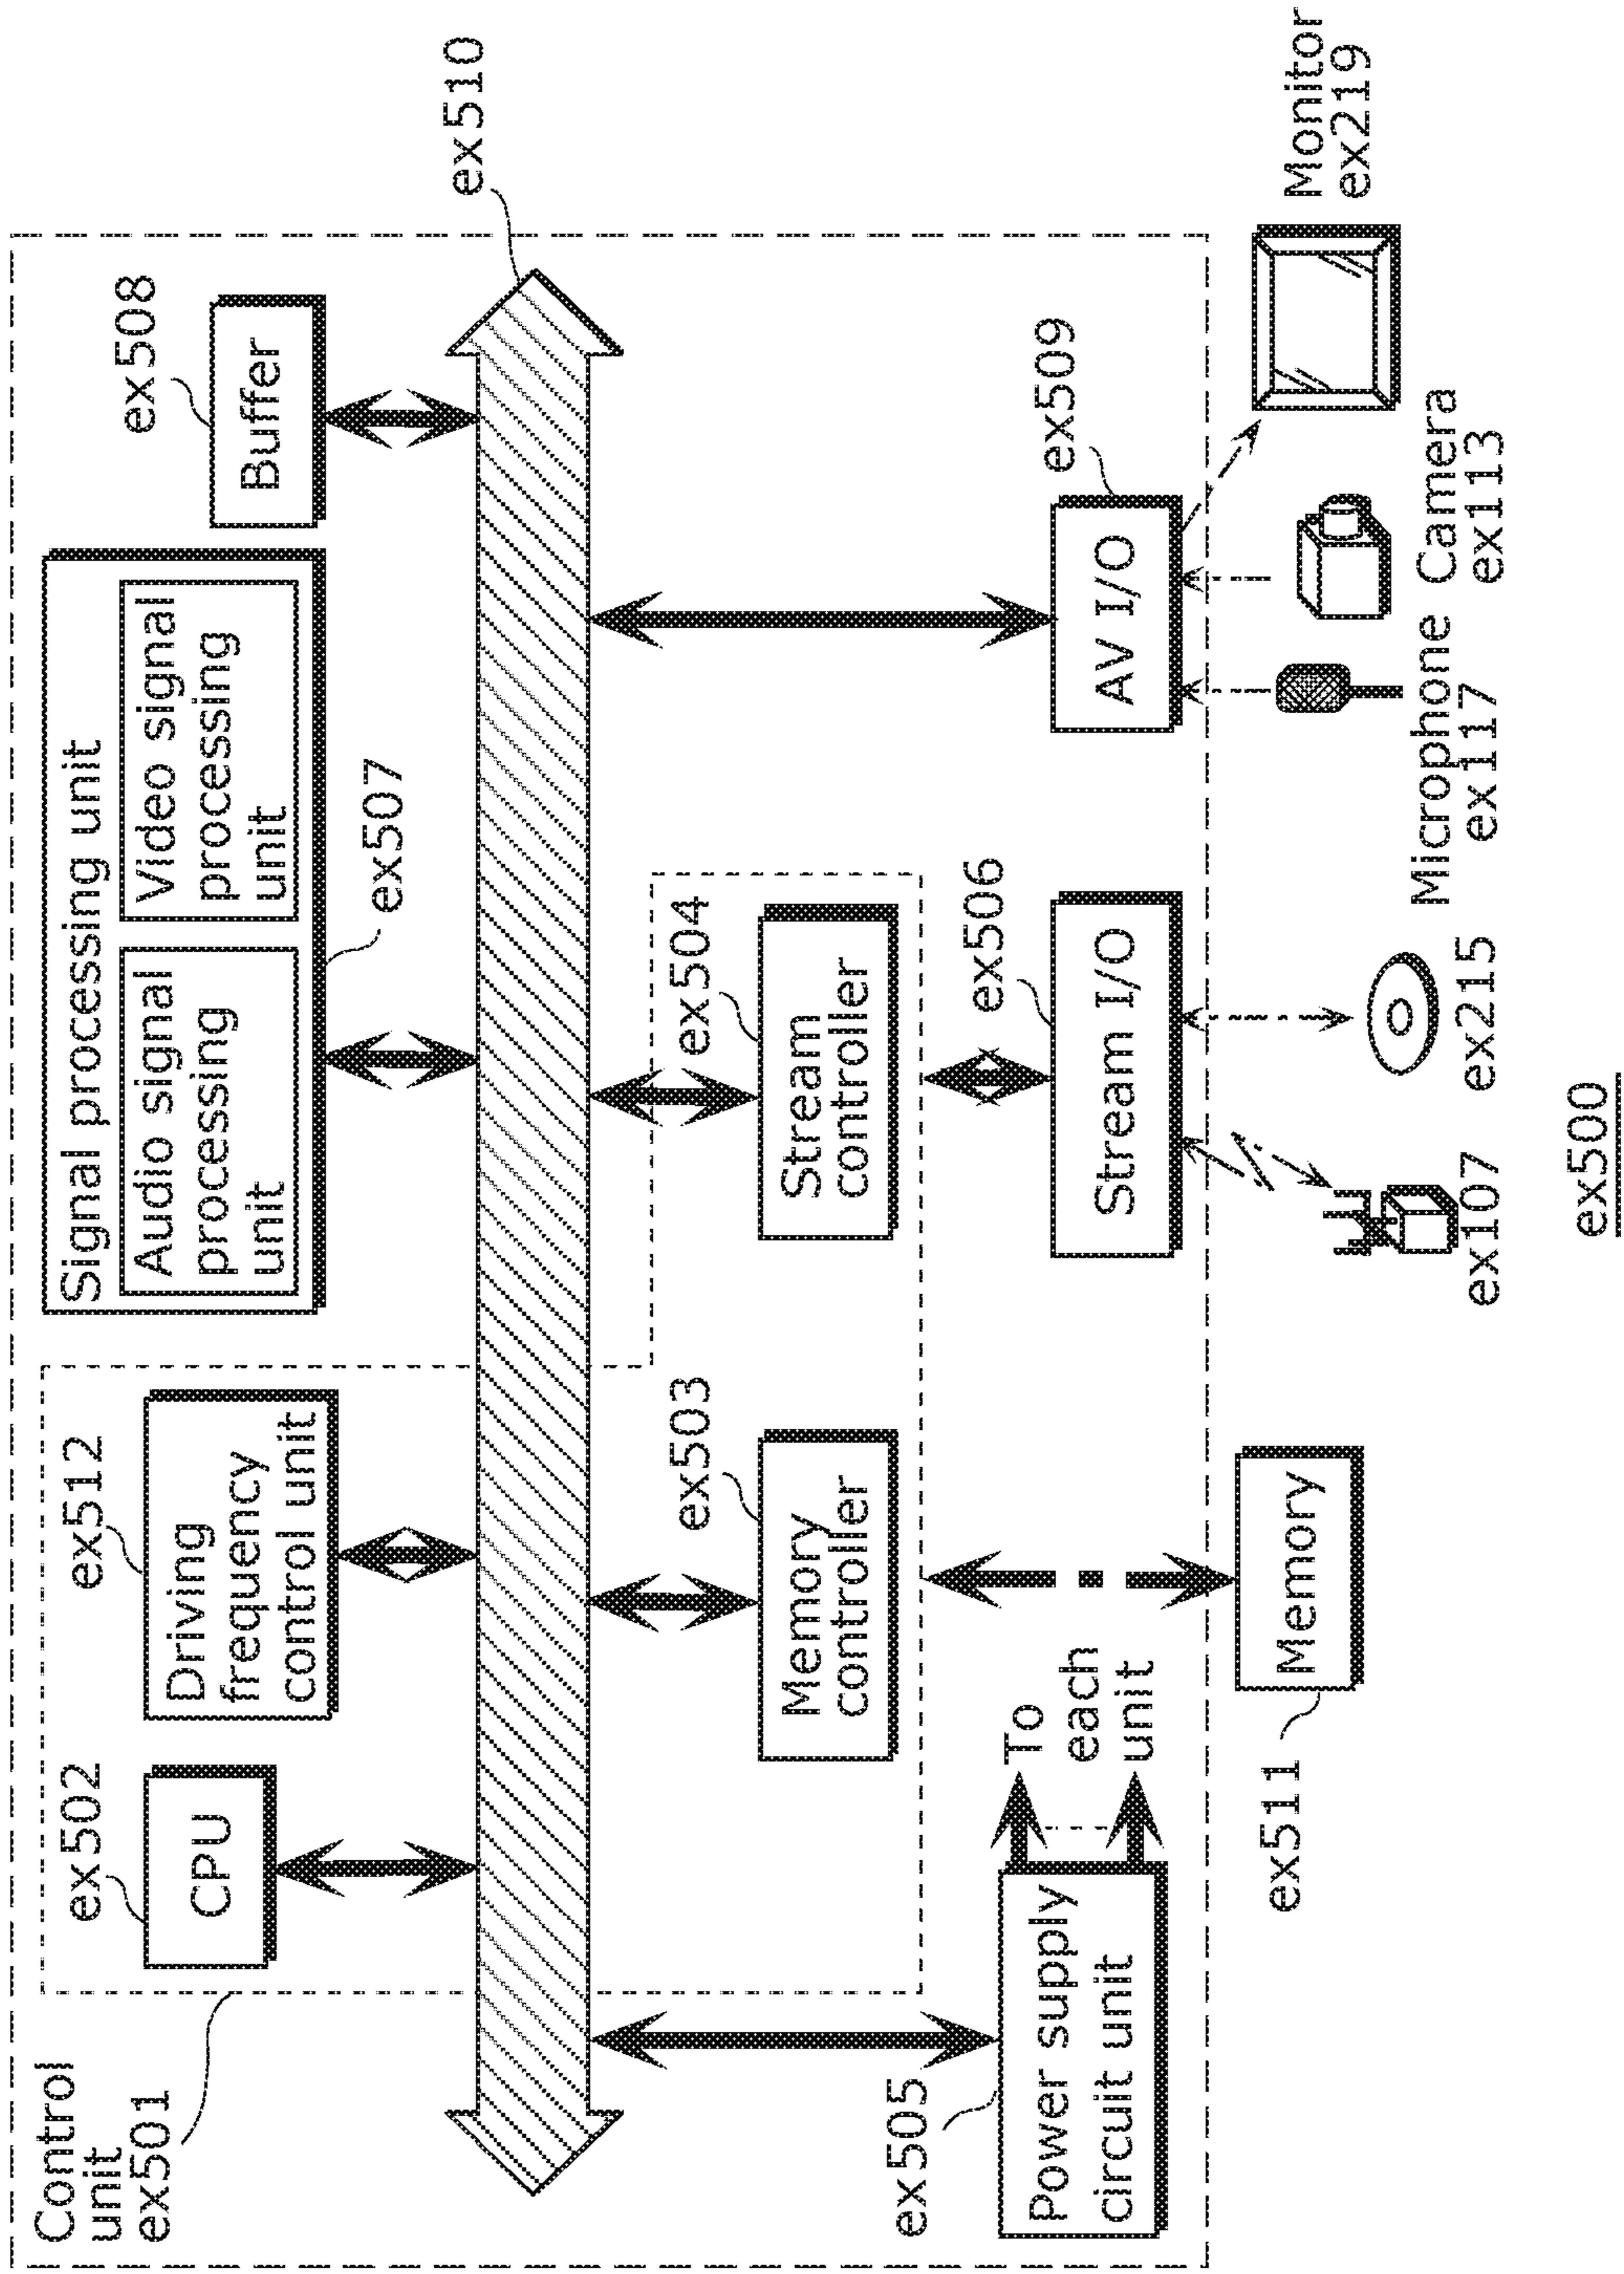 Control
unit
ex501
ex502
CPU
ex512
Driving
frequency
control unit
Signal processing unit
Audio signal
processing
unit
Video signal
processing
unit
ex507
ex508
Buffer
ex510
ex503
Memory
controller
ex504
Stream
controller
ex505
Power supply
circuit unit
To
each
unit
ex506
Stream I/O
ex509
AV I/O
ex511
Memory
ex107
ex215
Microphone
ex117
Camera
ex113
Monitor
ex219
ex500